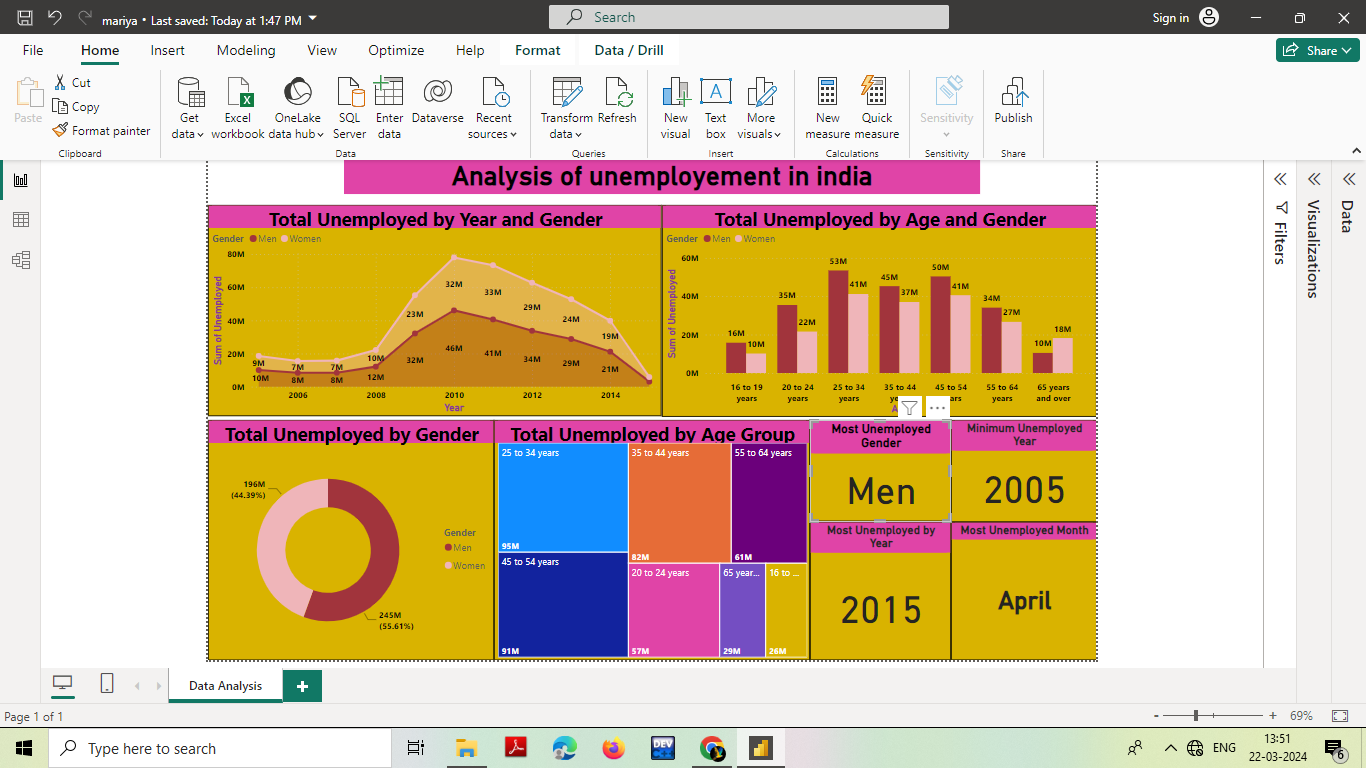 mariya • Last saved: Today at 1:47 PM
Search
Sign in
File Home Insert Modeling View Optimize Help Format Data / Drill
Share
Paste
Cut
Copy
Format painter
Clipboard
Get data
Excel workbook
OneLake data hub
SQL Server
Enter data
Dataverse
Recent sources
Data
Transform data
Refresh
Queries
New visual
Text box
More visuals
Insert
New measure
Quick measure
Calculations
Sensitivity
Sensitivity
Publish
Share
Analysis of unemployement in india
Total Unemployed by Year and Gender
Gender Men Women
Sum of Unemployed
80M
60M
40M
20M
0M
9M 7M 7M 10M 23M 32M 33M 29M 24M 19M
10M 8M 8M 12M 32M 46M 41M 34M 29M 21M
2006 2008 2010 2012 2014
Year
Total Unemployed by Age and Gender
Gender Men Women
Sum of Unemployed
60M
40M
20M
0M
16M 10M 35M 22M 53M 41M 45M 37M 50M 41M 34M 27M 10M 18M
16 to 19 years
20 to 24 years
25 to 34 years
35 to 44
45 to 54
55 to 64 years
65 years and over
Total Unemployed by Gender
196M
(44.39%)
Gender
Men
Women
245M
(55.61%)
Total Unemployed by Age Group
25 to 34 years
95M
45 to 54 years
91M
35 to 44 years
82M
55 to 64 years
61M
20 to 24 years
57M
65 year...
29M
16 to ...
26M
Most Unemployed
Gender
Men
Minimum Unemployed
Year
2005
Most Unemployed by
Year
2015
Most Unemployed Month
April
Filters
Visualizations
Data
Data Analysis
+
Page 1 of 1
- + 69%
Type here to search
DEV
ENG
13:51
22-03-2024
6